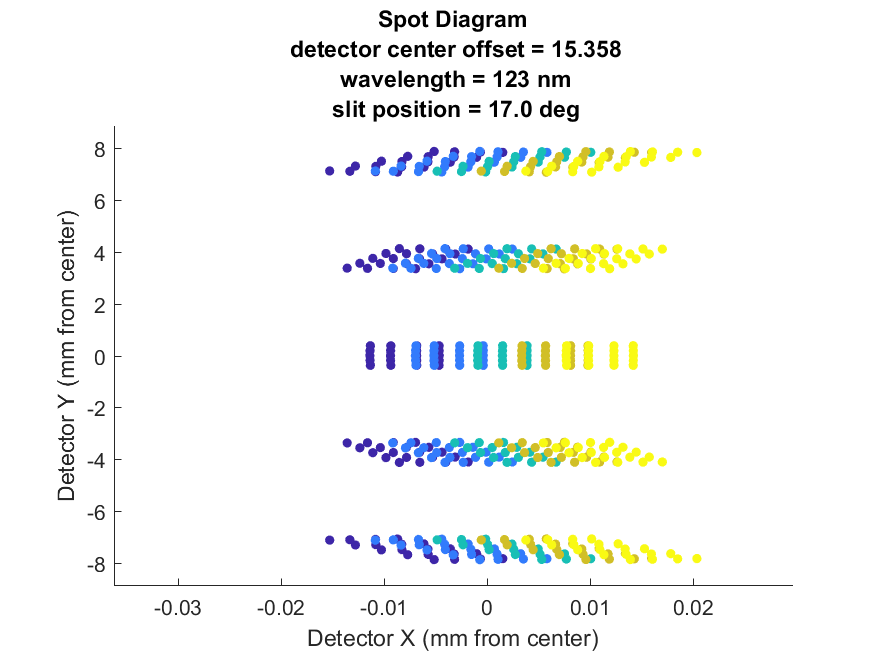 Spot Diagram
detector center offset = 15.358
wavelength = 123 nm
slit position = 17.0 deg
8
6
4
2
0
-2
-4
-6
-8
Detector Y (mm from center)
-0.03 -0.02 -0.01 0 0.01 0.02
Detector X (mm from center)